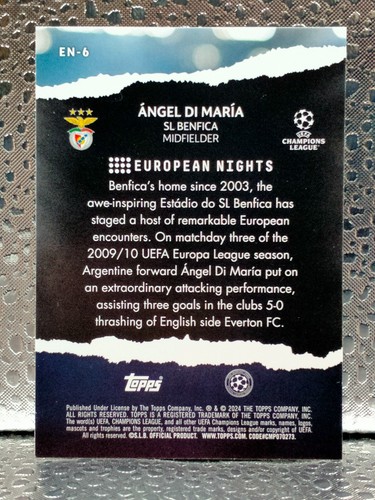 EN-6
ÁNGEL DI MARÍA
SL BENFICA
MIDFIELDER
UEFA
CHAMPIONS
LEAGUE
EUROPEAN NIGHTS
Benfica's home since 2003, the
awe-inspiring Estádio do SL Benfica has
staged a host of remarkable European
encounters. On matchday three of the
2009/10 UEFA Europa League season,
Argentine forward Ángel Di María put on
an extraordinary attacking performance,
assisting three goals in the clubs 5-0
thrashing of English side Everton FC.
Topps
Published Under License by The Topps Company, Inc. ® & © 2024 THE TOPPS COMPANY, INC.
ALL RIGHTS RESERVED. TOPPS IS A REGISTERED TRADEMARK OF THE TOPPS COMPANY, INC.
The word(s) UEFA, CHAMPIONS LEAGUE, and all other UEFA Champions League marks, names, logos,
mascots and trophies are the property, registered trade marks, designs and/or copyright of UEFA.
All rights reserved. ©S.L.B. OFFICIAL PRODUCT. WWW.TOPPS.COM. CODE#CMP070273.